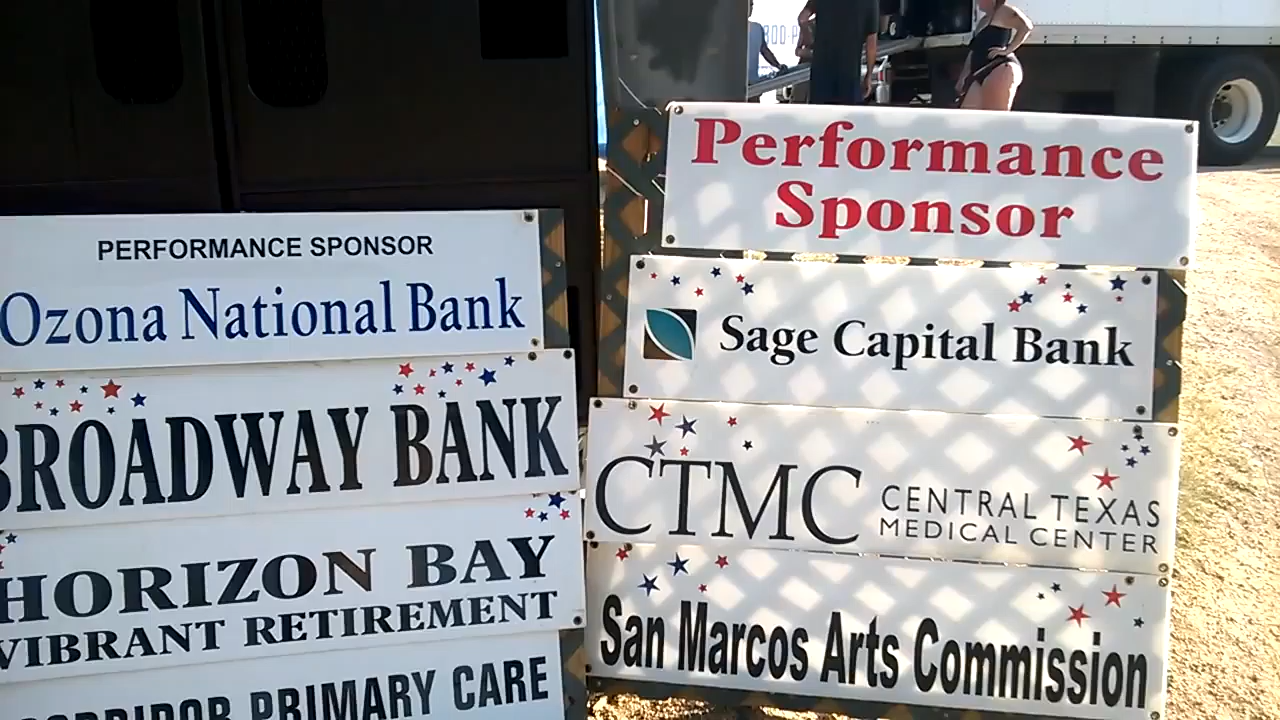 PERFORMANCE SPONSOR
Ozona National Bank
BROADWAY BANK
HORIZON BAY
VIBRANT RETIREMENT
PRIMARY CARE
Performance
Sponsor
Sage Capital Bank
CTMC CENTRAL TEXAS
MEDICAL CENTER
San Marcos Arts Commission